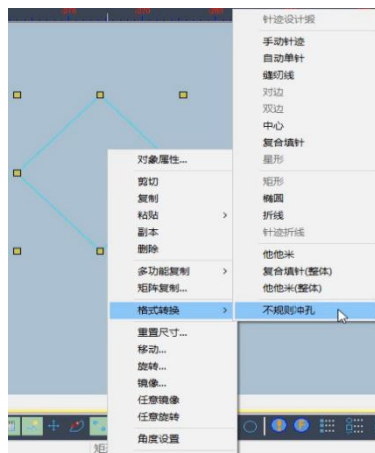 针迹设计缎
手动针迹
自动单针
缝纫线
对边
双边
中心
复合填针
星形
矩形
椭圆
折线
针迹折线
他他米
复合填针(整体)
他他米(整体)
不规则冲孔
对象属性...
剪切
复制
粘贴
副本
删除
多功能复制
矩阵复制...
格式转换
重置尺寸...
移动...
旋转...
镜像...
任意镜像
任意旋转
角度设置